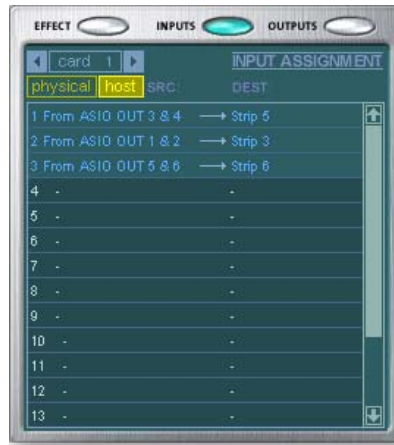 EFFECT INPUTS OUTPUTS
card 1 INPUT ASSIGNMENT
physical host SRC: DEST
1 From ASIO OUT 3 & 4 → Strip 5
2 From ASIO OUT 1 & 2 → Strip 3
3 From ASIO OUT 5 & 6 → Strip 6
4 - -
5 - -
6 - -
7 - -
8 - -
9 - -
10 - -
11 - -
12 - -
13 - -